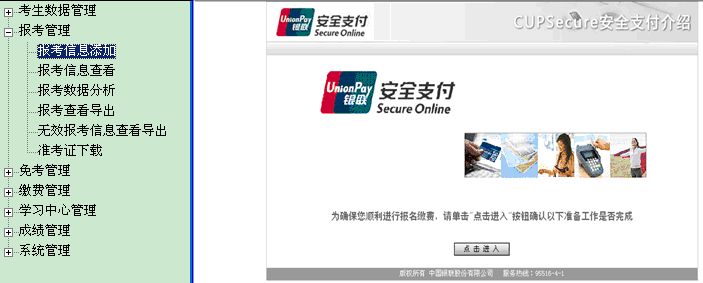 考生数据管理
报考管理
报考信息添加
报考信息查看
报考数据分析
报考查看导出
无效报考信息查看导出
准考证下载
免考管理
缴费管理
学习中心管理
成绩管理
系统管理
UnionPay 银联 安全支付 Secure Online
CUPSecure安全支付介绍
UnionPay 银联 安全支付 Secure Online
为确保您顺利进行报名缴费，请单击"点击进入"按钮确认以下准备工作是否完成
点 击 进 入
版权所有 中国银联股份有限公司 服务热线：95516-4-1